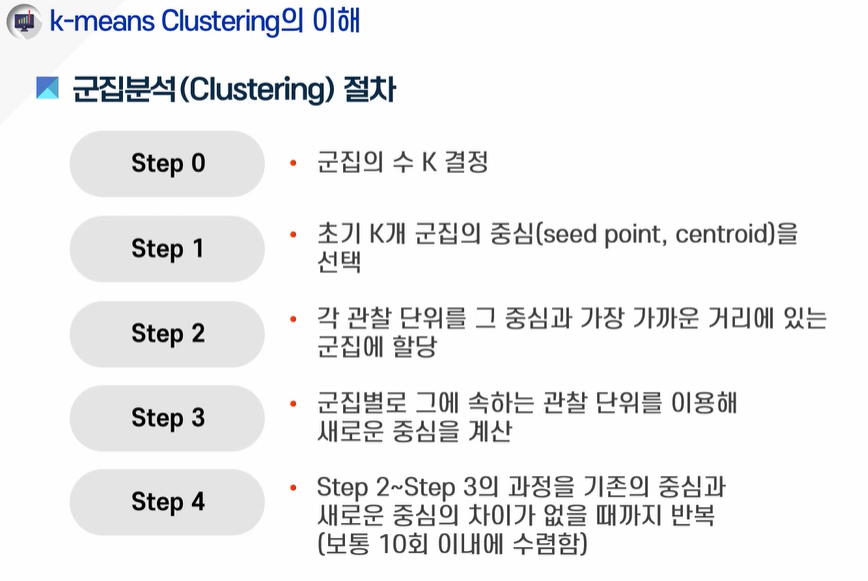 k-means Clustering의 이해
군집분석(Clustering) 절차
Step 0
• 군집의 수 K 결정
Step 1
• 초기 K개 군집의 중심(seed point, centroid)을
선택
Step 2
• 각 관찰 단위를 그 중심과 가장 가까운 거리에 있는
군집에 할당
Step 3
• 군집별로 그에 속하는 관찰 단위를 이용해
새로운 중심을 계산
Step 4
• Step 2~Step 3의 과정을 기존의 중심과
새로운 중심의 차이가 없을 때까지 반복
(보통 10회 이내에 수렴함)